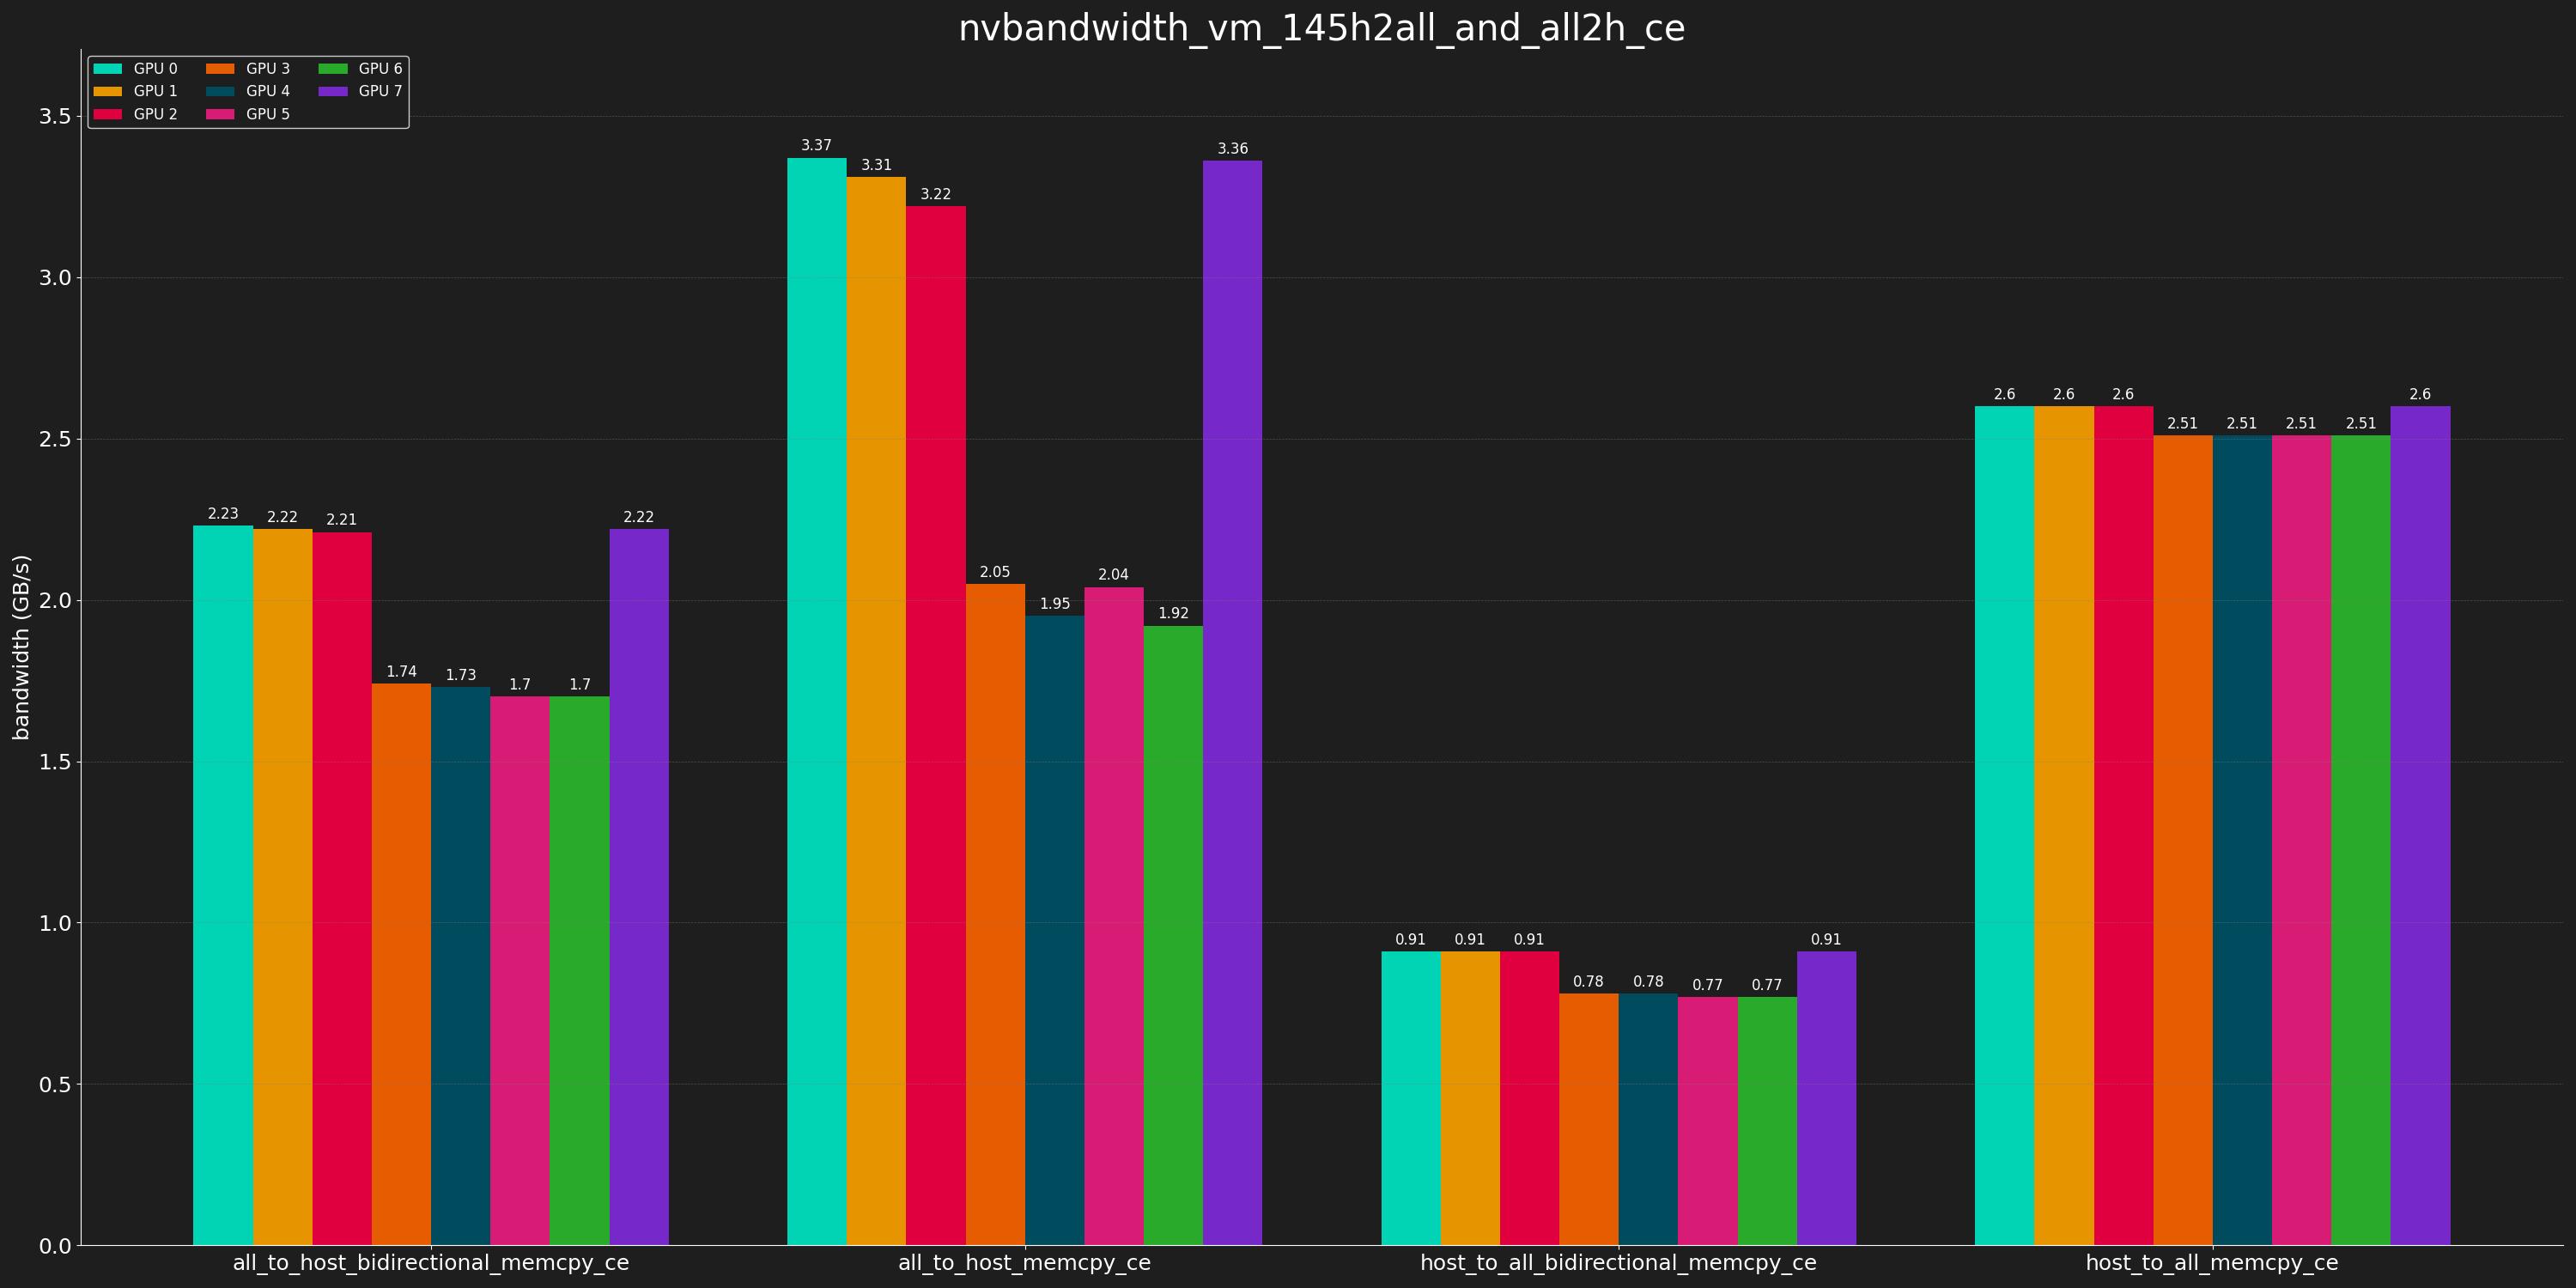 nvbandwidth_vm_145h2all_and_all2h_ce
GPU 0 GPU 3 GPU 6
GPU 1 GPU 4 GPU 7
GPU 2 GPU 5
bandwidth (GB/s)
3.5
3.0
2.5
2.0
1.5
1.0
0.5
0.0
2.23 2.22 2.21 1.74 1.73 1.7 1.7 2.22
3.37 3.31 3.22 2.05 1.95 2.04 1.92 3.36
0.91 0.91 0.91 0.78 0.78 0.77 0.77 0.91
2.6 2.6 2.6 2.51 2.51 2.51 2.51 2.6
all_to_host_bidirectional_memcpy_ce all_to_host_memcpy_ce host_to_all_bidirectional_memcpy_ce host_to_all_memcpy_ce